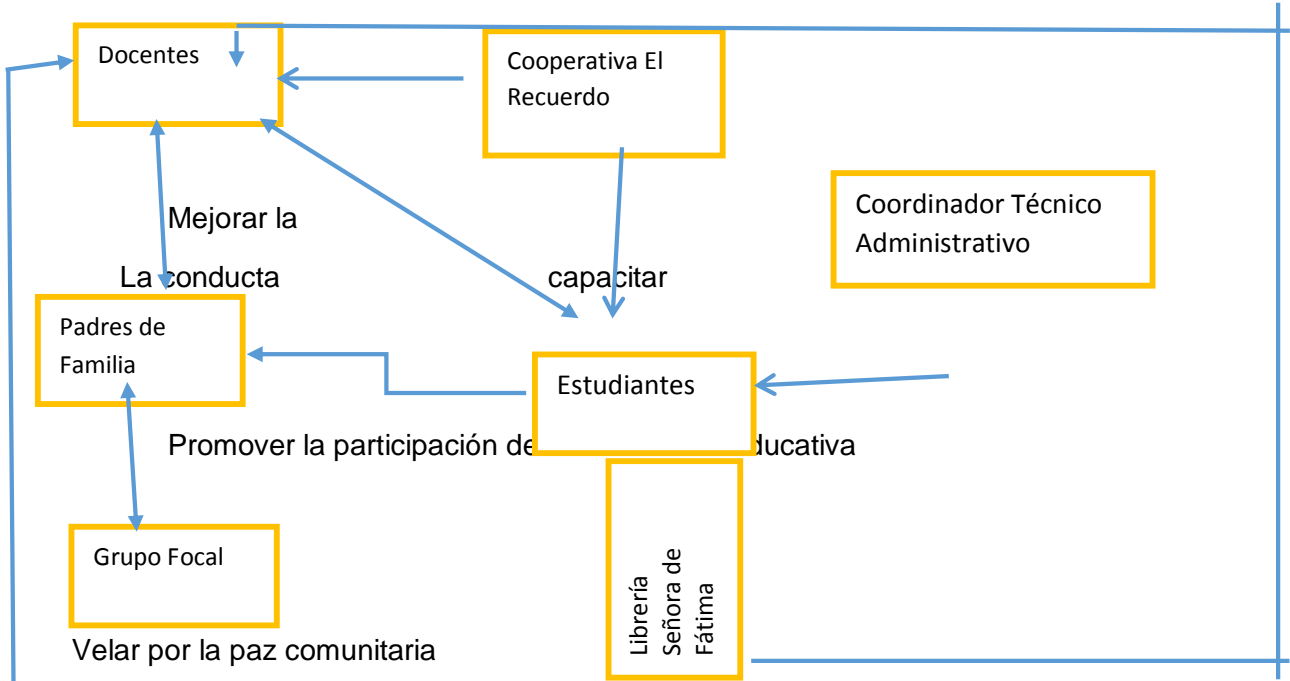 Docentes
Cooperativa El
Recuerdo
Coordinador Técnico
Administrativo
Mejorar la
La conducta
capacitar
Padres de
Familia
Estudiantes
Promover la participación de
ducativa
Grupo Focal
Librería
Señora de
Fátima
Velar por la paz comunitaria